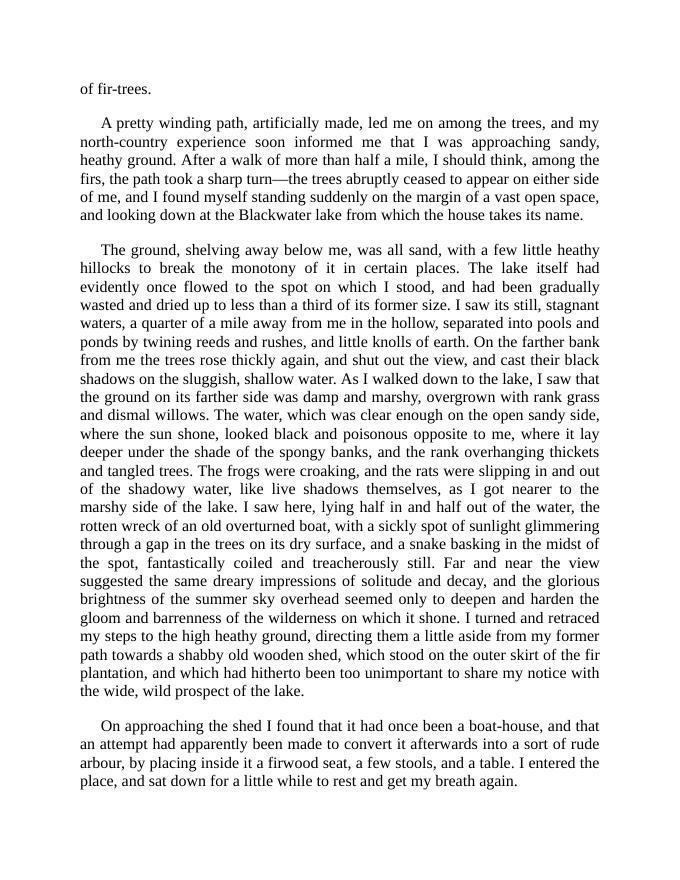 of fir-trees.
A pretty winding path, artificially made, led me on among the trees, and my
north-country experience soon informed me that I was approaching sandy,
heathy ground. After a walk of more than half a mile, I should think, among the
firs, the path took a sharp turn—the trees abruptly ceased to appear on either side
of me, and I found myself standing suddenly on the margin of a vast open space,
and looking down at the Blackwater lake from which the house takes its name.
The ground, shelving away below me, was all sand, with a few little heathy
hillocks to break the monotony of it in certain places. The lake itself had
evidently once flowed to the spot on which I stood, and had been gradually
wasted and dried up to less than a third of its former size. I saw its still, stagnant
waters, a quarter of a mile away from me in the hollow, separated into pools and
ponds by twining reeds and rushes, and little knolls of earth. On the farther bank
from me the trees rose thickly again, and shut out the view, and cast their black
shadows on the sluggish, shallow water. As I walked down to the lake, I saw that
the ground on its farther side was damp and marshy, overgrown with rank grass
and dismal willows. The water, which was clear enough on the open sandy side,
where the sun shone, looked black and poisonous opposite to me, where it lay
deeper under the shade of the spongy banks, and the rank overhanging thickets
and tangled trees. The frogs were croaking, and the rats were slipping in and out
of the shadowy water, like live shadows themselves, as I got nearer to the
marshy side of the lake. I saw here, lying half in and half out of the water, the
rotten wreck of an old overturned boat, with a sickly spot of sunlight glimmering
through a gap in the trees on its dry surface, and a snake basking in the midst of
the spot, fantastically coiled and treacherously still. Far and near the view
suggested the same dreary impressions of solitude and decay, and the glorious
brightness of the summer sky overhead seemed only to deepen and harden the
gloom and barrenness of the wilderness on which it shone. I turned and retraced
my steps to the high heathy ground, directing them a little aside from my former
path towards a shabby old wooden shed, which stood on the outer skirt of the fir
plantation, and which had hitherto been too unimportant to share my notice with
the wide, wild prospect of the lake.
On approaching the shed I found that it had once been a boat-house, and that
an attempt had apparently been made to convert it afterwards into a sort of rude
arbour, by placing inside it a firwood seat, a few stools, and a table. I entered the
place, and sat down for a little while to rest and get my breath again.